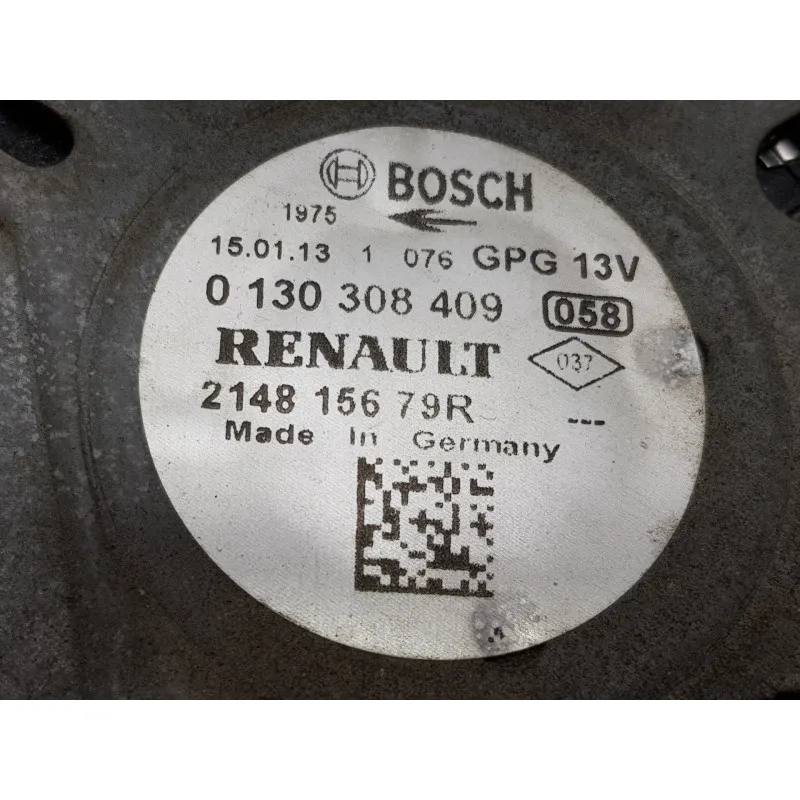 BOSCH
1975
15.01.13 1 076 GPG 13V
0 130 308 409 058
RENAULT 037
2148 156 79R ---
Made In Germany